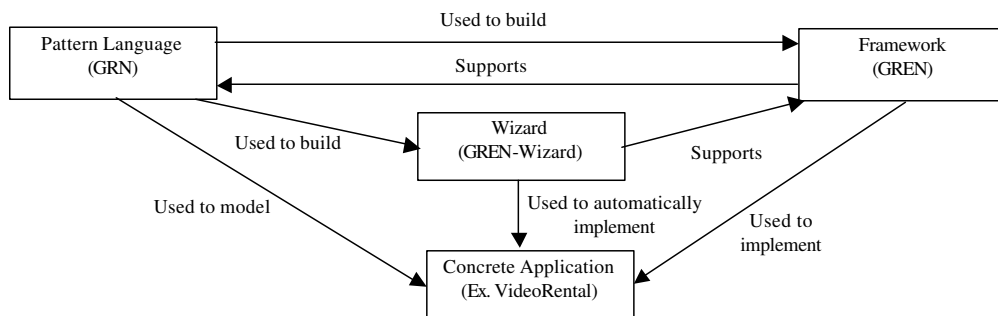 Used to build
Pattern Language
(GRN)
Framework
(GREN)
Supports
Wizard
(GREN-Wizard)
Used to build
Supports
Used to model
Used to automatically
implement
Used to
implement
Concrete Application
(Ex. VideoRental)